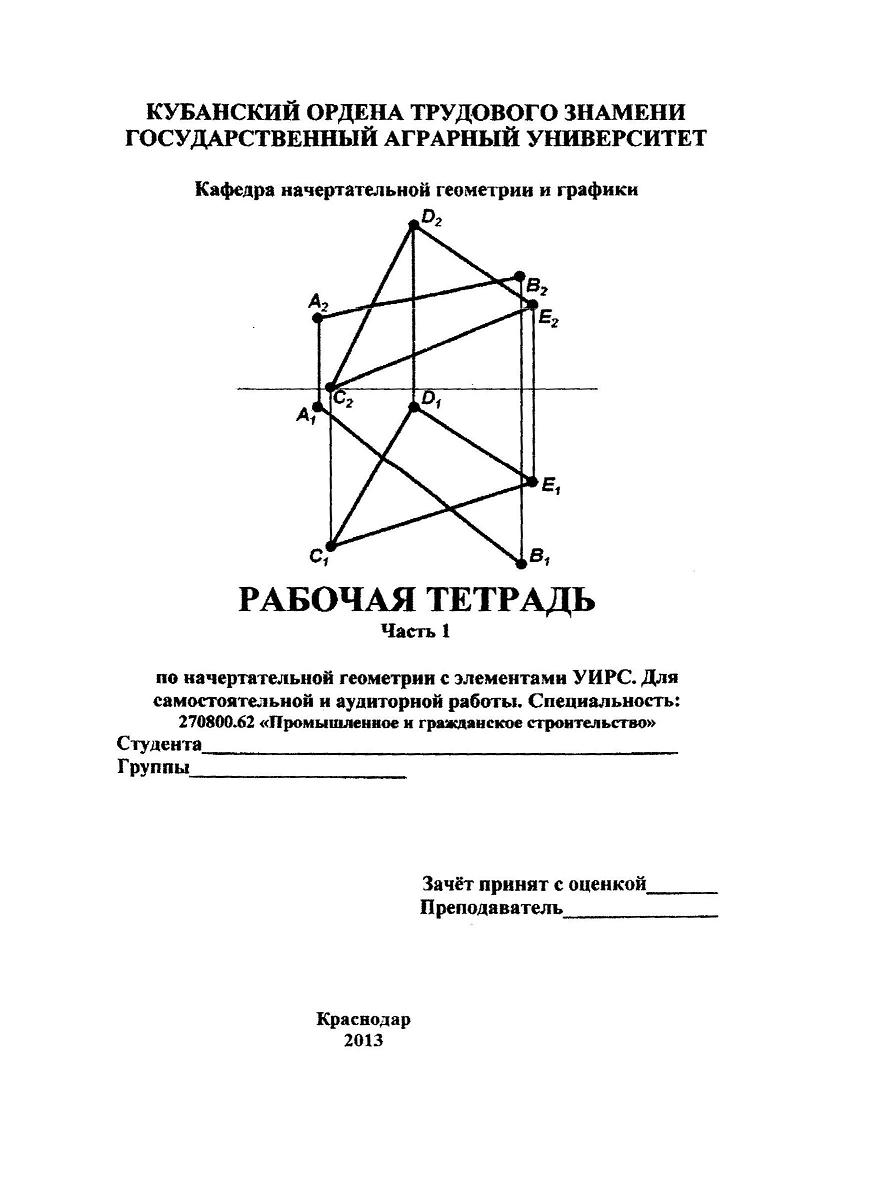 КУБАНСКИЙ ОРДЕНА ТРУДОВОГО ЗНАМЕНИ
ГОСУДАРСТВЕННЫЙ АГРАРНЫЙ УНИВЕРСИТЕТ
Кафедра начертательной геометрии и графики
D2
B2
A2
E2
C2
D1
A1
E1
C1
B1
РАБОЧАЯ ТЕТРАДЬ
Часть 1
по начертательной геометрии с элементами УИРС. Для
самостоятельной и аудиторной работы. Специальность:
270800.62 «Промышленное и гражданское строительство»
Студента
Группы
Зачёт принят с оценкой
Преподаватель
Краснодар
2013